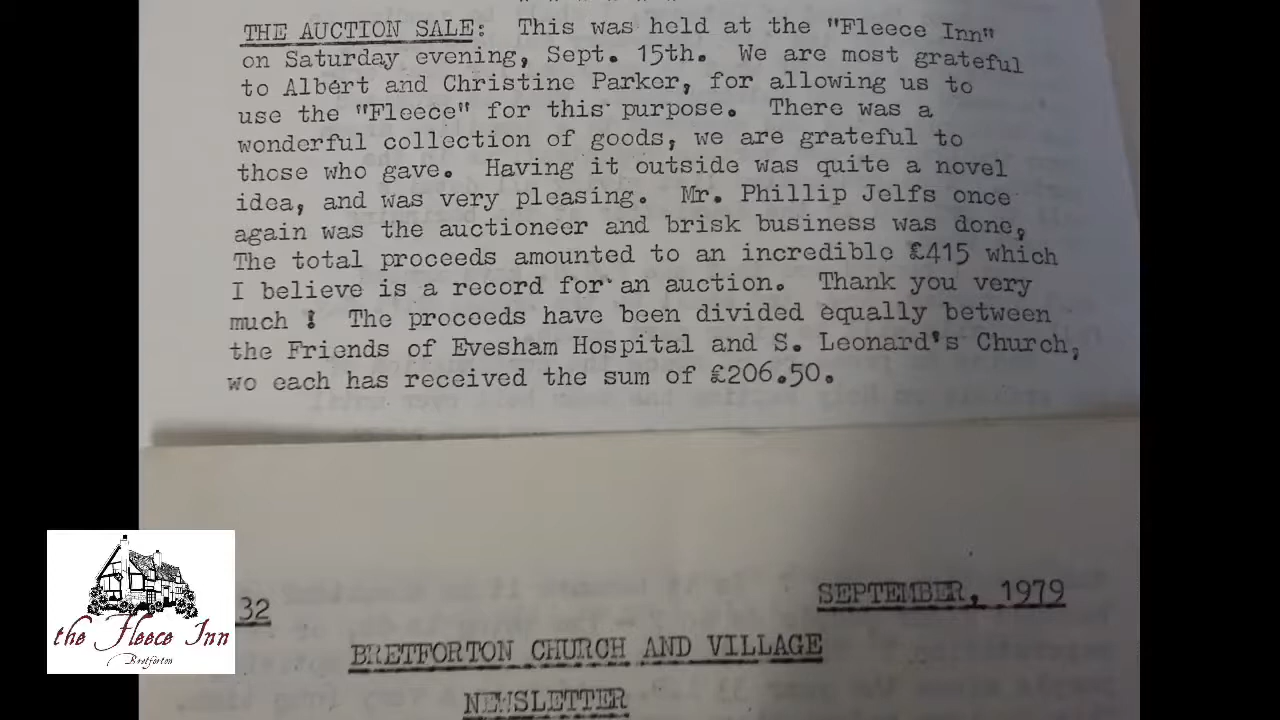 THE AUCTION SALE: This was held at the "Fleece Inn"
on Saturday evening, Sept. 15th. We are most grateful
to Albert and Christine Parker, for allowing us to
use the "Fleece" for this purpose. There was a
wonderful collection of goods, we are grateful to
those who gave. Having it outside was quite a novel
idea, and was very pleasing. Mr. Phillip Jelfs once
again was the auctioneer and brisk business was done,
The total proceeds amounted to an incredible £415 which
I believe is a record for an auction. Thank you very
much ! The proceeds have been divided equally between
the Friends of Evesham Hospital and S. Leonard's Church,
wo each has received the sum of £206.50.
32
SEPTEMBER, 1979
BRETFORTON CHURCH AND VILLAGE
NEWSLETTER
the Fleece Inn
Bretforton